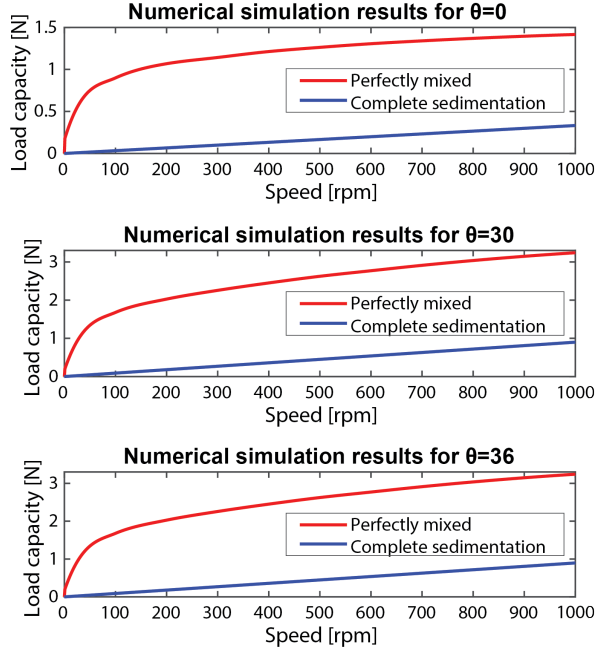 Numerical simulation results for θ=0
Load capacity [N]
1.5
1
0.5
0
Perfectly mixed
Complete sedimentation
0 100 200 300 400 500 600 700 800 900 1000
Speed [rpm]
Numerical simulation results for θ=30
Load capacity [N]
3
2
1
0
Perfectly mixed
Complete sedimentation
0 100 200 300 400 500 600 700 800 900 1000
Speed [rpm]
Numerical simulation results for θ=36
Load capacity [N]
3
2
1
0
Perfectly mixed
Complete sedimentation
0 100 200 300 400 500 600 700 800 900 1000
Speed [rpm]